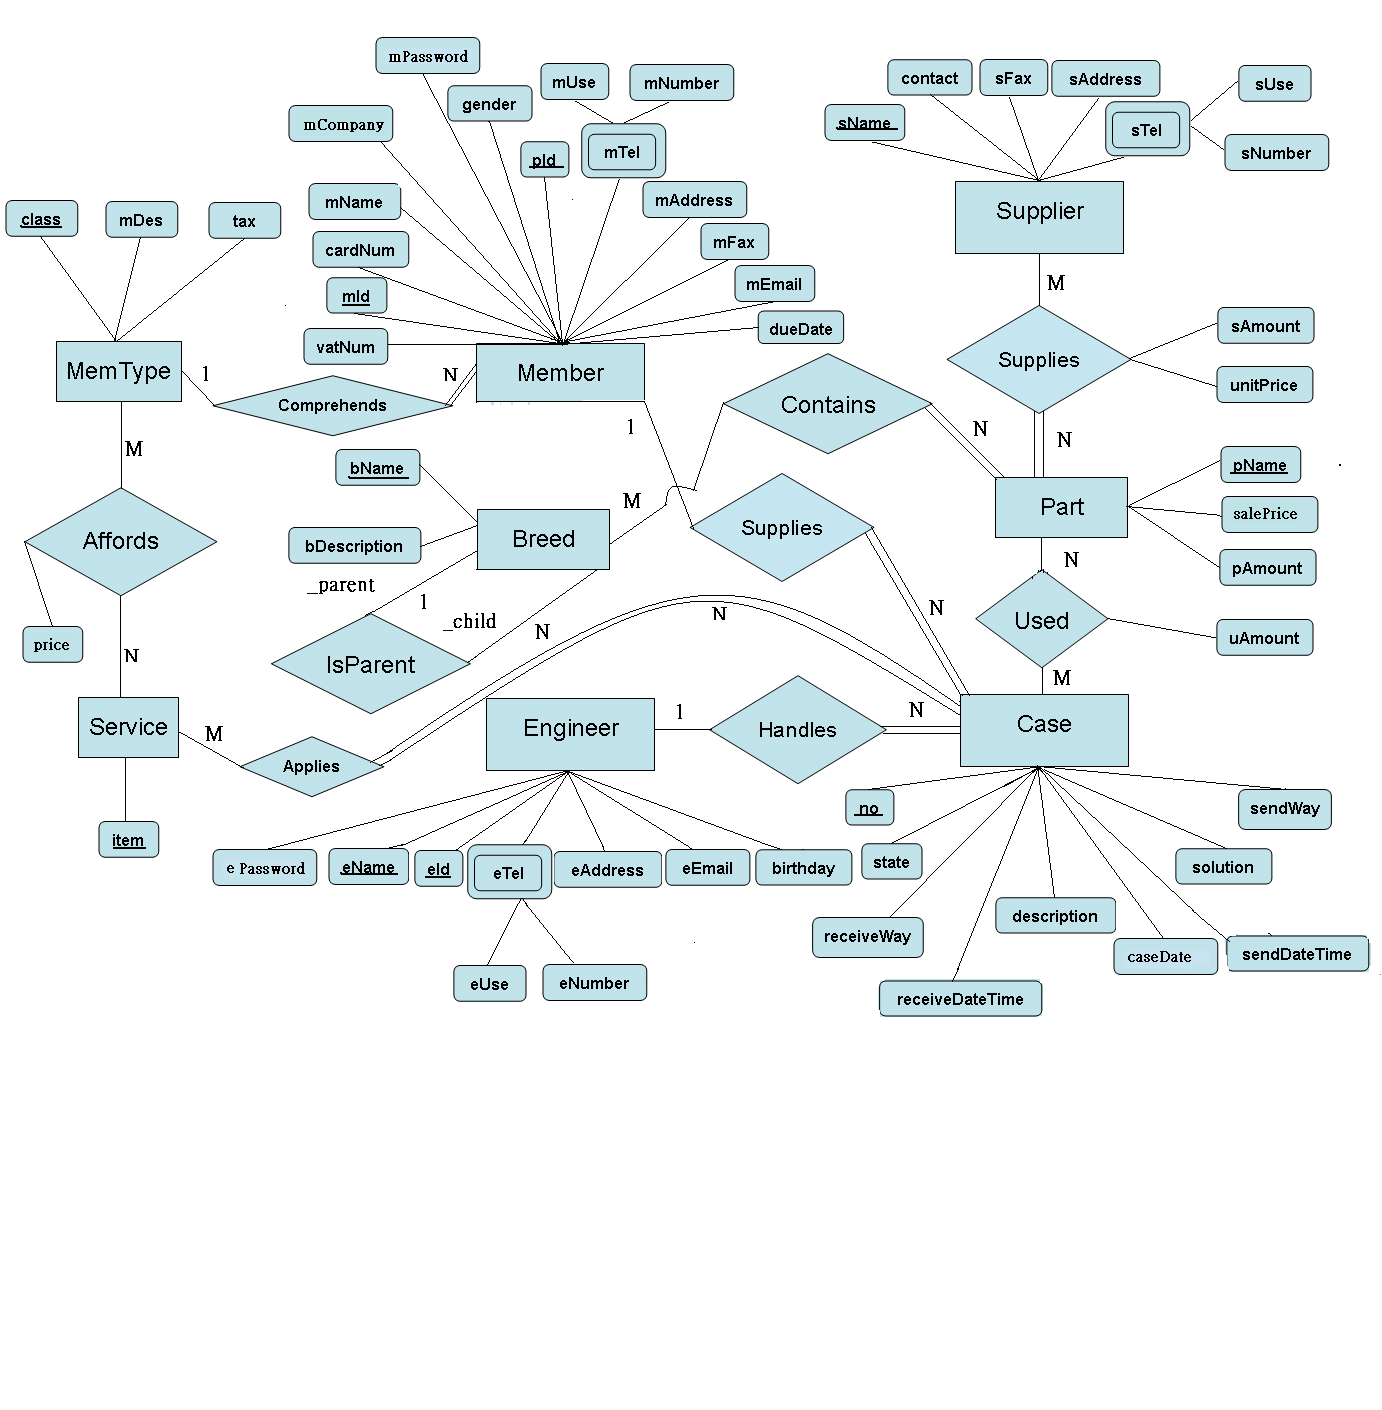 mPassword
mUse
mNumber
contact
sFax
sAddress
sUse
gender
mCompany
sName
sTel
sNumber
mTel
pId
mName
mAddress
Supplier
class
mDes
tax
cardNum
mFax
M
mId
mEmail
vatNum
dueDate
sAmount
MemType
1
N
Member
Supplies
unitPrice
Comprehends
Contains
1
N
N
M
bName
pName
M
Part
salePrice
Affords
bDescription
Breed
Supplies
N
pAmount
_parent
1
_child
N
N
N
Used
uAmount
price
N
IsParent
M
Service
M
Engineer
1
Handles
N
Case
Applies
no
sendWay
item
e Password
eName
eId
eTel
eAddress
eEmail
birthday
state
solution
description
receiveWay
caseDate
sendDateTime
eUse
eNumber
receiveDateTime